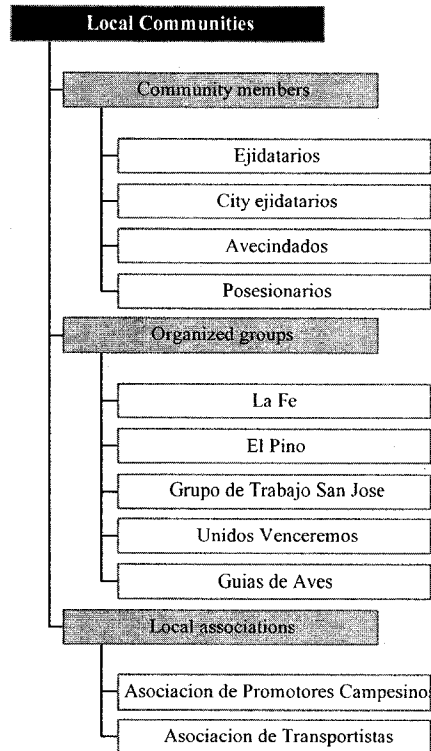 Local Communities
Community members
Ejidatarios
City ejidatarios
Avecindados
Posesionarios
Organized groups
La Fe
El Pino
Grupo de Trabajo San Jose
Unidos Venceremos
Guias de Aves
Local associations
Asociacion de Promotores Campesinos
Asociacion de Transportistas